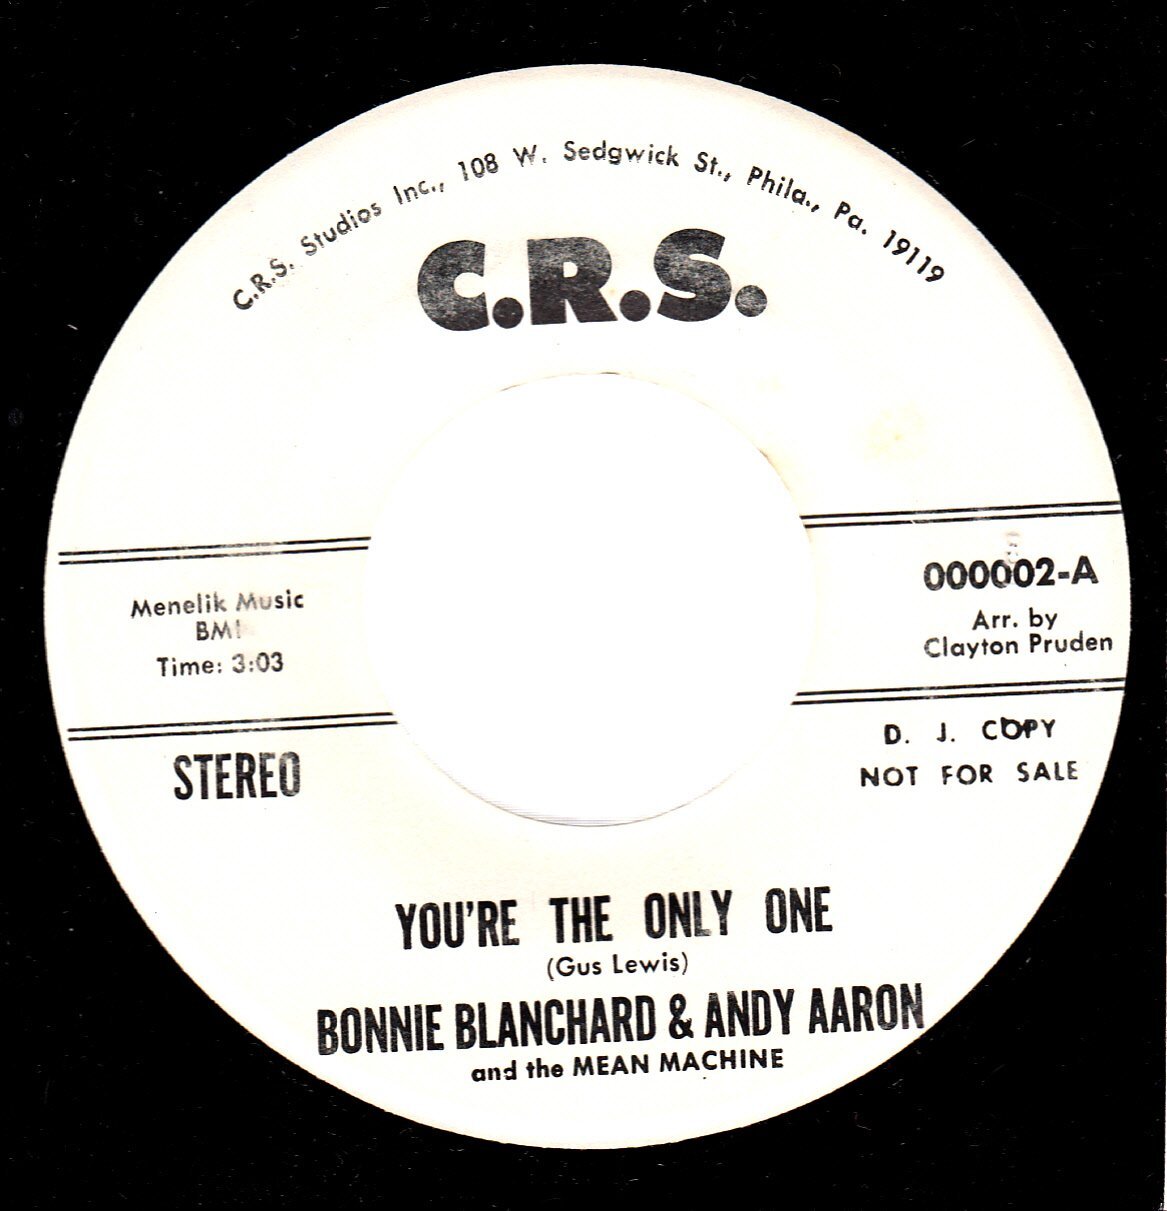 C.R.S. Studios Inc., 108 W. Sedgwick St., Phila., Pa. 19119
C.R.S.
Menelik Music
BMI
Time: 3:03
STEREO
000002-A
Arr. by
Clayton Pruden
D. J. COPY
NOT FOR SALE
YOU'RE THE ONLY ONE
(Gus Lewis)
BONNIE BLANCHARD & ANDY AARON
and the MEAN MACHINE